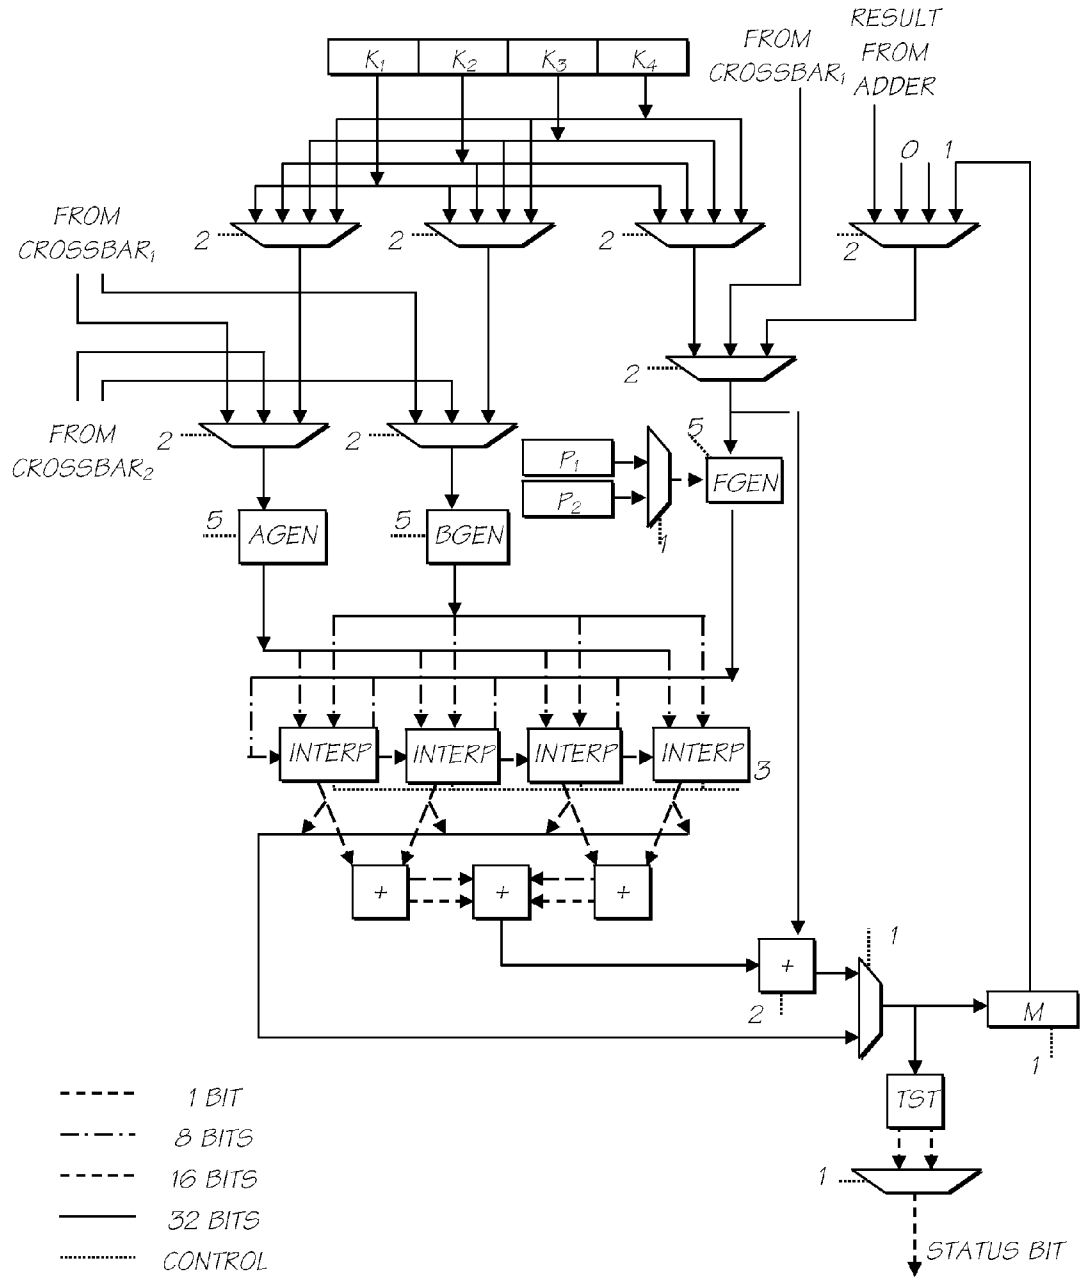 RESULT
FROM
ADDER
FROM
CROSSBAR1
K1 K2 K3 K4
0 1
FROM
CROSSBAR1
2 2 2 2
2
FROM
CROSSBAR2
2 2
5
P1
P2
FGEN
1
5 AGEN
5 BGEN
INTERP INTERP INTERP INTERP
3
+ + +
1
+
2
M
1
TST
1
STATUS BIT
1 BIT
8 BITS
16 BITS
32 BITS
CONTROL